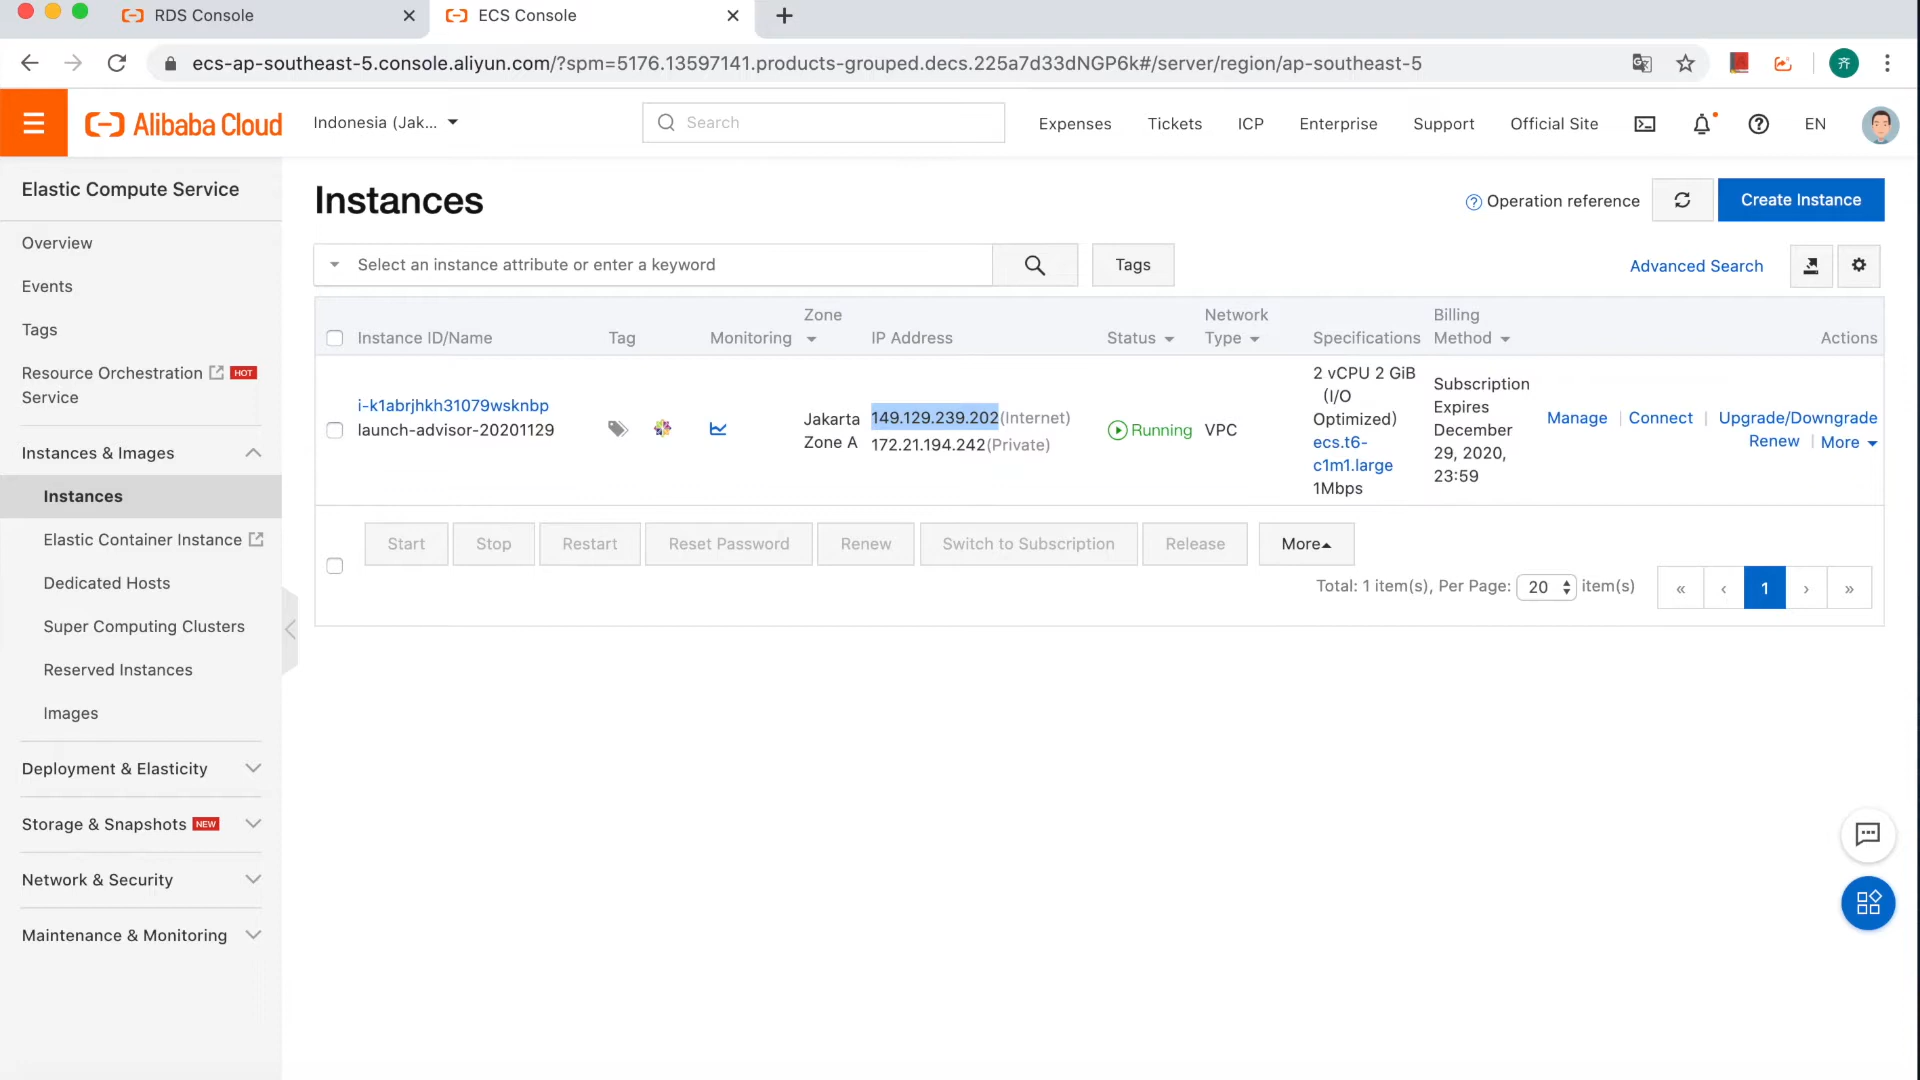 RDS Console
ECS Console
ecs-ap-southeast-5.console.aliyun.com/?spm=5176.13597141.products-grouped.decs.225a7d33dNGP6k#/server/region/ap-southeast-5
齐
Alibaba Cloud
Indonesia (Jak...
Search
Expenses
Tickets
ICP
Enterprise
Support
Official Site
EN
Elastic Compute Service
Overview
Events
Tags
Resource Orchestration HOT
Service
Instances & Images
Instances
Elastic Container Instance
Dedicated Hosts
Super Computing Clusters
Reserved Instances
Images
Deployment & Elasticity
Storage & Snapshots NEW
Network & Security
Maintenance & Monitoring
Instances
Operation reference
Create Instance
Select an instance attribute or enter a keyword
Tags
Advanced Search
Instance ID/Name
Tag
Monitoring
Zone
IP Address
Status
Network
Type
Specifications
Billing
Method
Actions
i-k1abrjhkh31079wsknbp
launch-advisor-20201129
Jakarta
Zone A
149.129.239.202(Internet)
172.21.194.242(Private)
Running
VPC
2 vCPU 2 GiB
(I/O
Optimized)
ecs.t6-
c1m1.large
1Mbps
Subscription
Expires
December
29, 2020,
23:59
Manage | Connect | Upgrade/Downgrade
Renew | More
Start
Stop
Restart
Reset Password
Renew
Switch to Subscription
Release
More
Total: 1 item(s), Per Page: 20 item(s)
« ‹ 1 › »